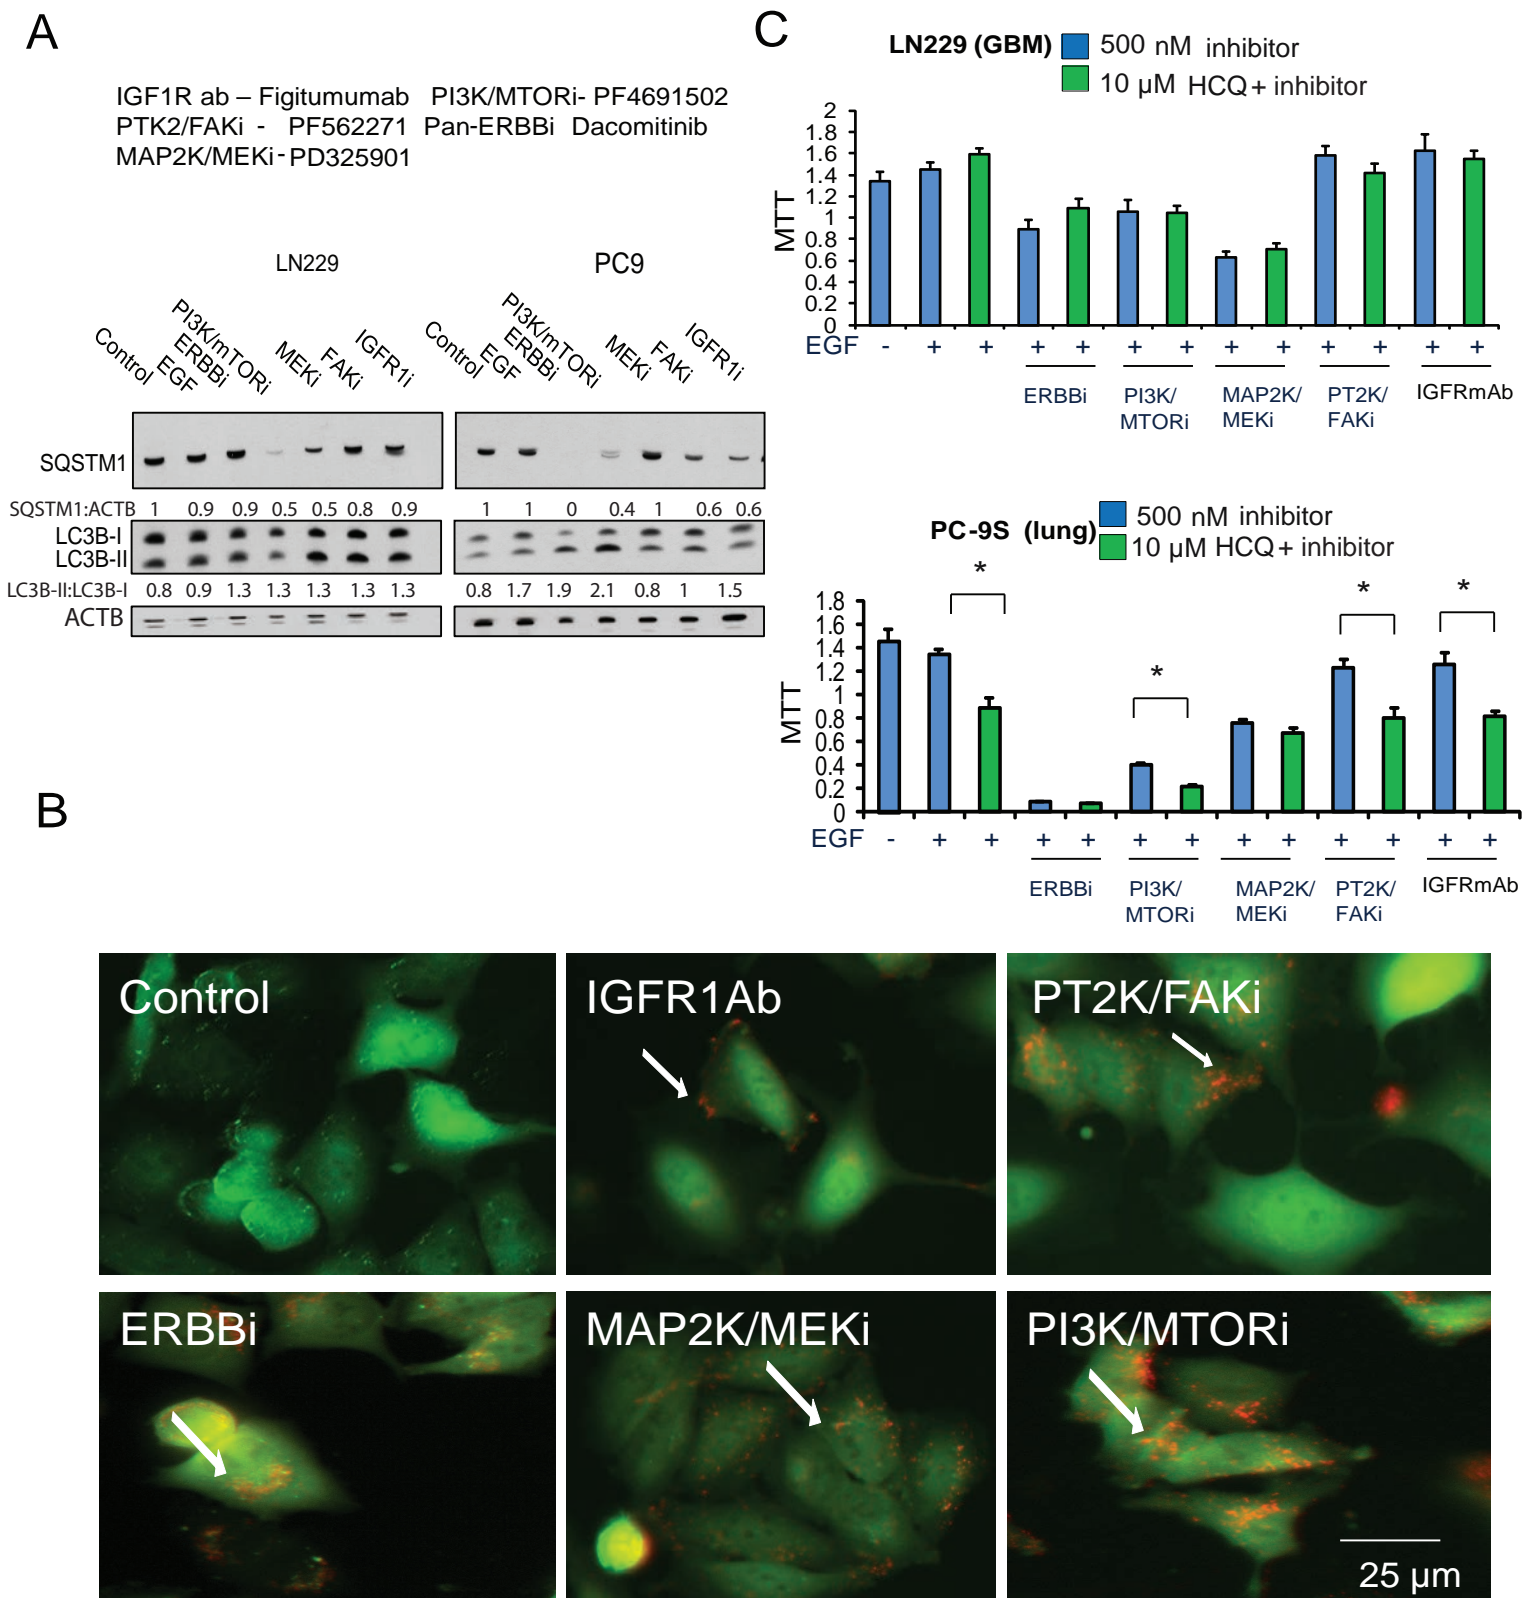 A
IGF1R ab – Figitumumab PI3K/MTORi- PF4691502
PTK2/FAKi - PF562271 Pan-ERBBi Dacomitinib
MAP2K/MEKi - PD325901
LN229
PC9
Control
EGF
ERBBi
PI3K/mTORi
MEKi
FAKi
IGFR1i
Control
EGF
ERBBi
PI3K/mTORi
MEKi
FAKi
IGFR1i
SQSTM1
SQSTM1:ACTB 1 0.9 0.9 0.5 0.5 0.8 0.9 1 1 0 0.4 1 0.6 0.6
LC3B-I
LC3B-II
LC3B-II:LC3B-I 0.8 0.9 1.3 1.3 1.3 1.3 1.3 0.8 1.7 1.9 2.1 0.8 1 1.5
ACTB
C
LN229 (GBM) 500 nM inhibitor
10 µM HCQ + inhibitor
MTT
2
1.8
1.6
1.4
1.2
1
0.8
0.6
0.4
0.2
0
EGF - + + + + + + + + + + + +
ERBBi PI3K/ MAP2K/ PT2K/ IGFRmAb
MTORi MEKi FAKi
PC-9S (lung) 500 nM inhibitor
10 µM HCQ + inhibitor
* * * *
MTT
1.8
1.6
1.4
1.2
1
0.8
0.6
0.4
0.2
0
EGF - + + + + + + + + + + + +
ERBBi PI3K/ MAP2K/ PT2K/ IGFRmAb
MTORi MEKi FAKi
B
Control
IGFR1Ab
PT2K/FAKi
ERBBi
MAP2K/MEKi
PI3K/MTORi
25 µm